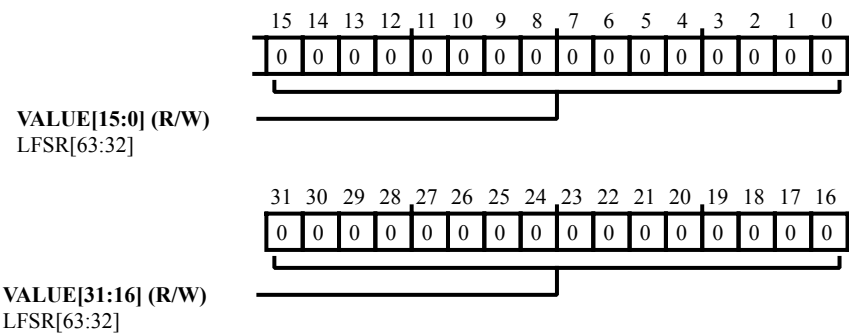 15 14 13 12 11 10 9 8 7 6 5 4 3 2 1 0
0 0 0 0 0 0 0 0 0 0 0 0 0 0 0 0
VALUE[15:0] (R/W)
LFSR[63:32]
31 30 29 28 27 26 25 24 23 22 21 20 19 18 17 16
0 0 0 0 0 0 0 0 0 0 0 0 0 0 0 0
VALUE[31:16] (R/W)
LFSR[63:32]